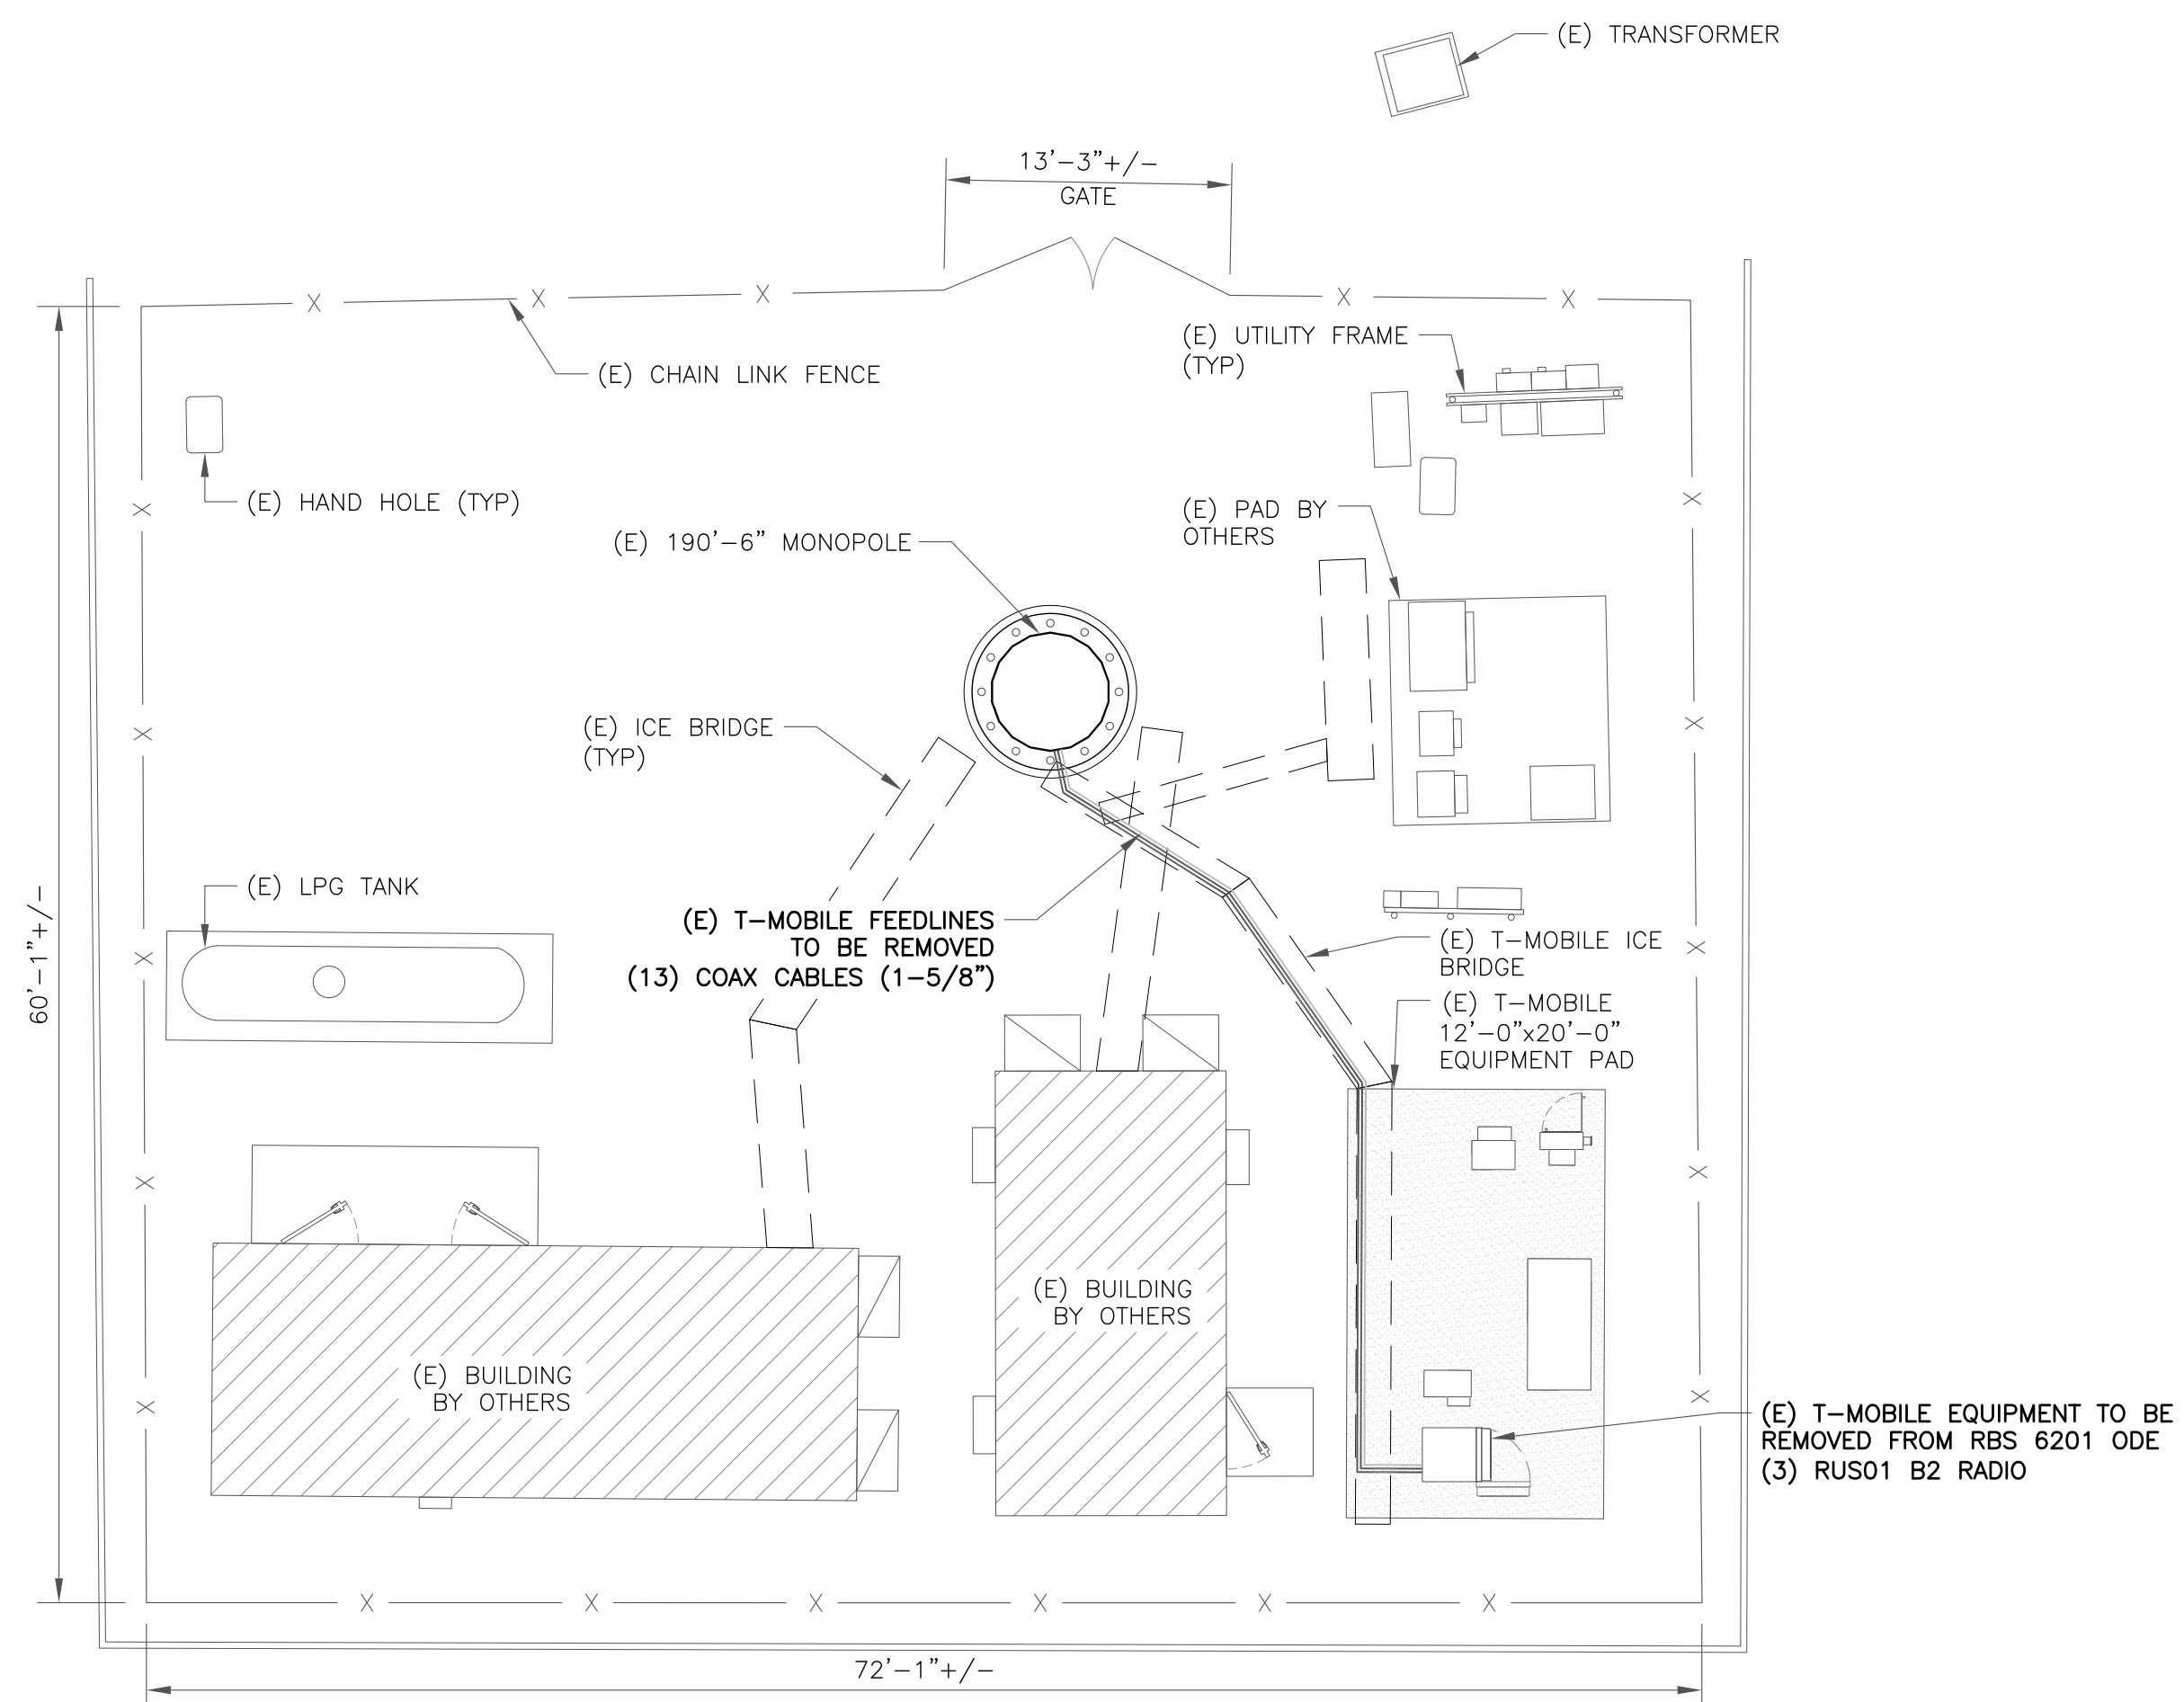 (E) TRANSFORMER
13'-3"+/-
GATE
(E) UTILITY FRAME
(TYP)
(E) CHAIN LINK FENCE
(E) HAND HOLE (TYP)
(E) PAD BY
OTHERS
(E) 190'-6" MONOPOLE
(E) ICE BRIDGE
(TYP)
(E) LPG TANK
60'-1"+/-
(E) T-MOBILE FEEDLINES
TO BE REMOVED
(13) COAX CABLES (1-5/8")
(E) T-MOBILE ICE
BRIDGE
(E) T-MOBILE
12'-0"x20'-0"
EQUIPMENT PAD
(E) BUILDING
BY OTHERS
(E) BUILDING
BY OTHERS
(E) T-MOBILE EQUIPMENT TO BE
REMOVED FROM RBS 6201 ODE
(3) RUS01 B2 RADIO
72'-1"+/-